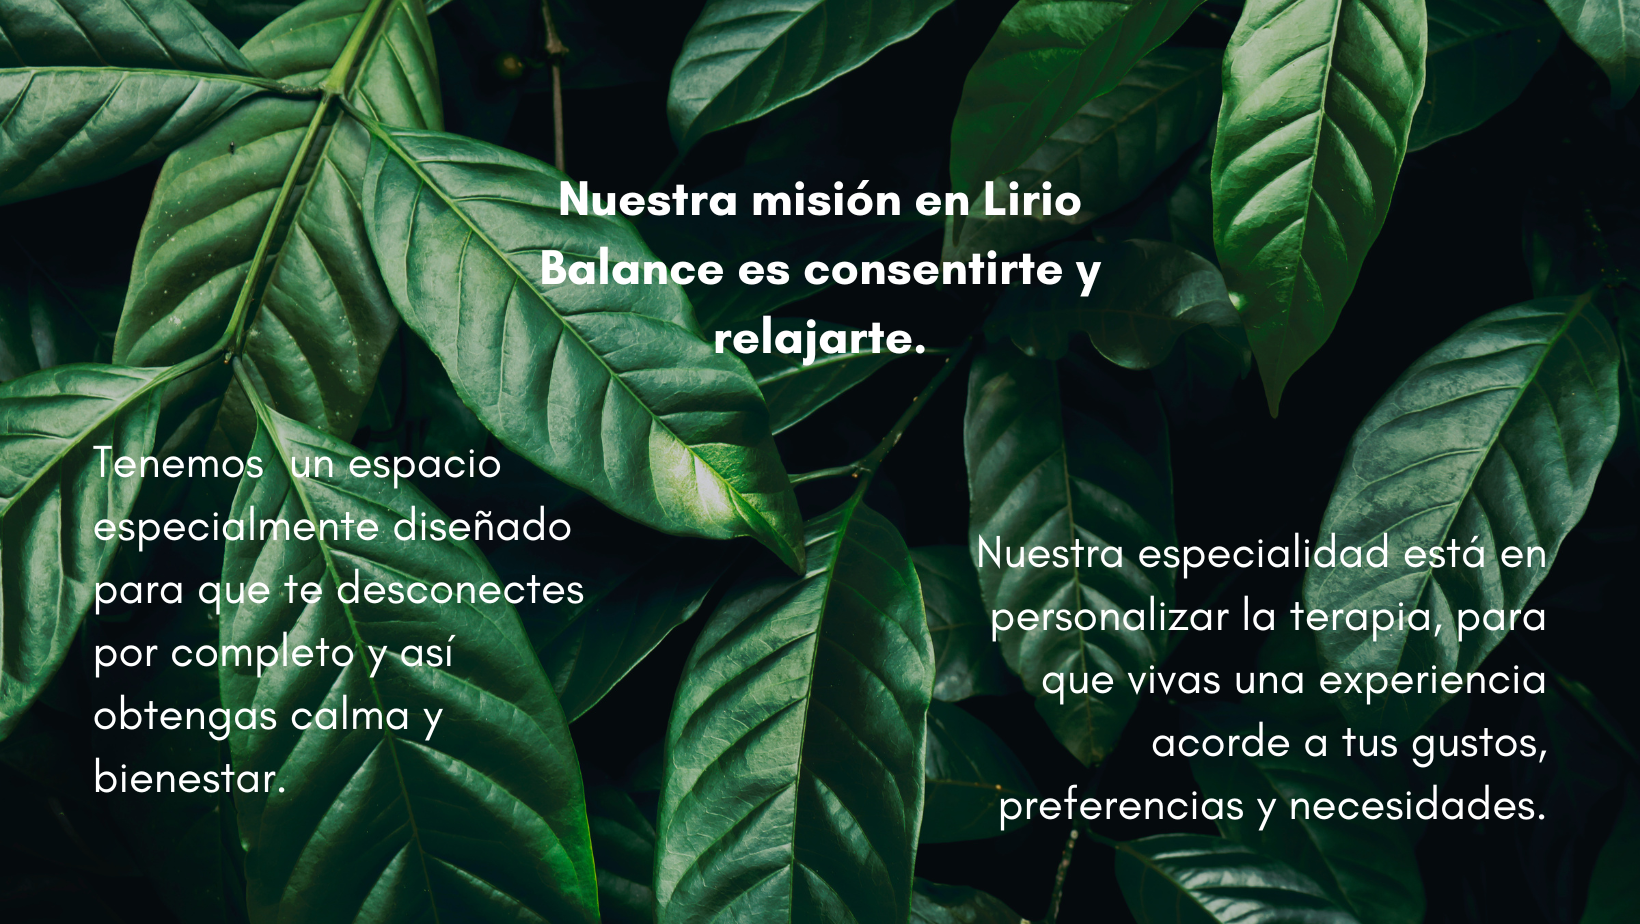 Nuestra misión en Lirio
Balance es consentirte y
relajarte.
Tenemos  un espacio
especialmente diseñado
para que te desconectes
por completo y así
obtengas calma y
bienestar.
Nuestra especialidad está en
personalizar la terapia, para
que vivas una experiencia
acorde a tus gustos,
preferencias y necesidades.